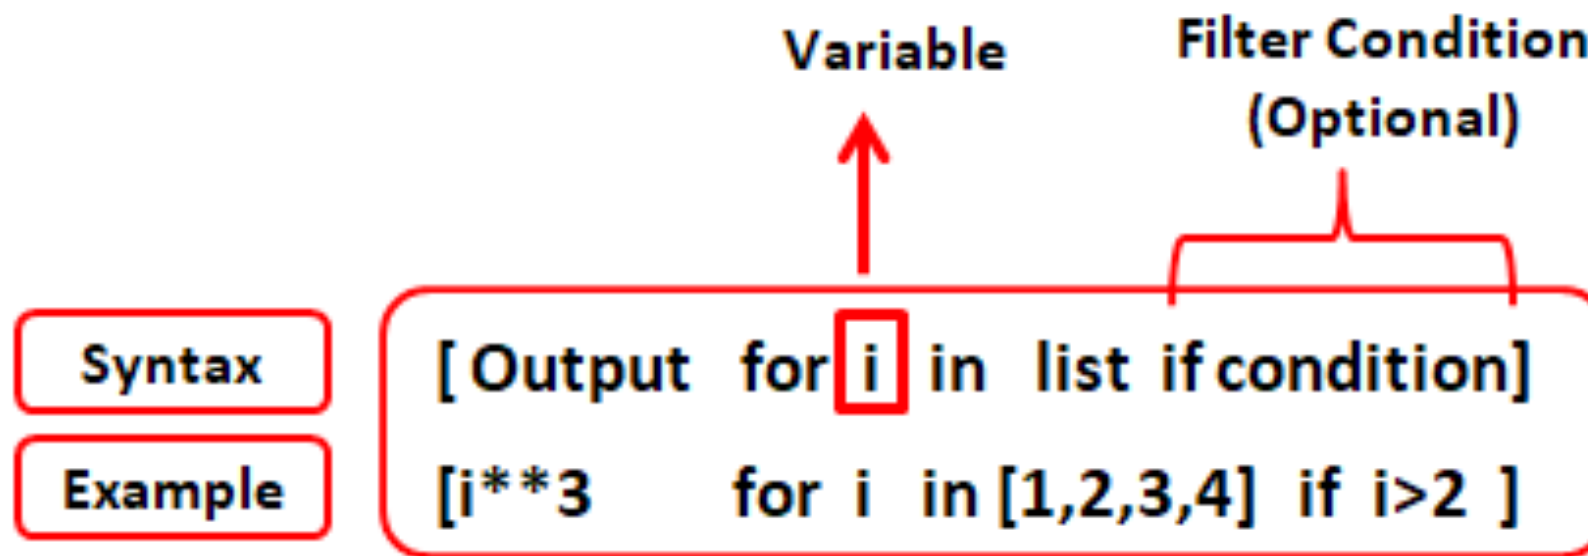 Variable
Filter Condition
(Optional)
Syntax
[ Output for i in list if condition]
Example
[i**3 for i in [1,2,3,4] if i>2 ]